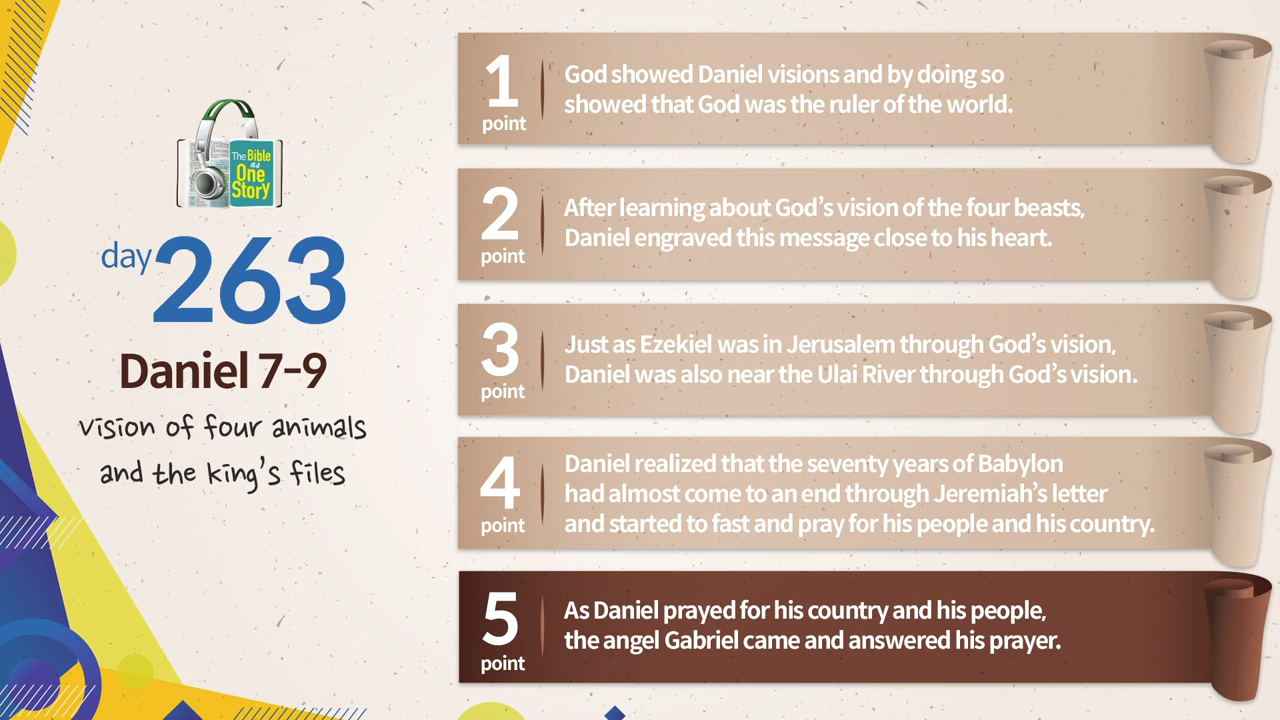 The Bible
as
One
Story
day 263
Daniel 7-9
vision of four animals
and the king's files
1
point
God showed Daniel visions and by doing so
showed that God was the ruler of the world.
2
point
After learning about God's vision of the four beasts,
Daniel engraved this message close to his heart.
3
point
Just as Ezekiel was in Jerusalem through God's vision,
Daniel was also near the Ulai River through God's vision.
4
point
Daniel realized that the seventy years of Babylon
had almost come to an end through Jeremiah's letter
and started to fast and pray for his people and his country.
5
point
As Daniel prayed for his country and his people,
the angel Gabriel came and answered his prayer.